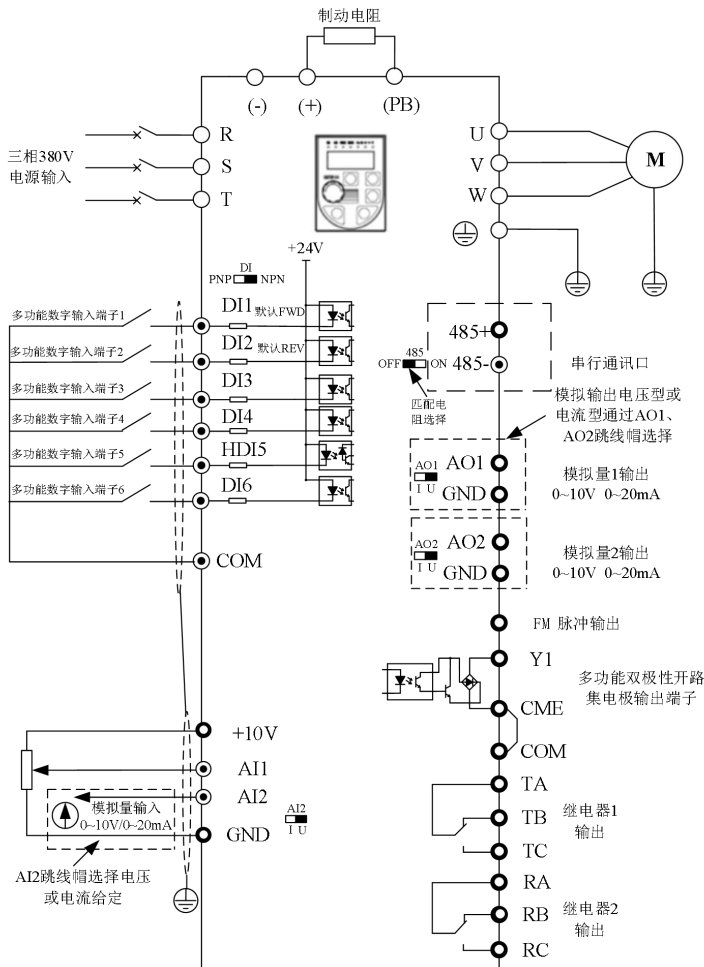 制动电阻
(-)
(+)
(PB)
R
S
T
三相380V
电源输入
U
V
W
M
+24V
DI
PNP
NPN
多功能数字输入端子1
DI1 默认FWD
多功能数字输入端子2
DI2 默认REV
多功能数字输入端子3
DI3
多功能数字输入端子4
DI4
多功能数字输入端子5
HDI5
多功能数字输入端子6
DI6
COM
485+
485
OFF
ON
485-
串行通讯口
匹配电
阻选择
模拟输出电压型或
电流型通过AO1、
AO2跳线帽选择
AO1
I U
AO1
GND
模拟量1输出
0~10V 0~20mA
AO2
I U
AO2
GND
模拟量2输出
0~10V 0~20mA
FM 脉冲输出
Y1
多功能双极性开路
集电极输出端子
CME
COM
+10V
AI1
AI2
模拟量输入
0~10V/0~20mA
GND
AI2
I U
AI2跳线帽选择电压
或电流给定
TA
TB
TC
继电器1
输出
RA
RB
RC
继电器2
输出